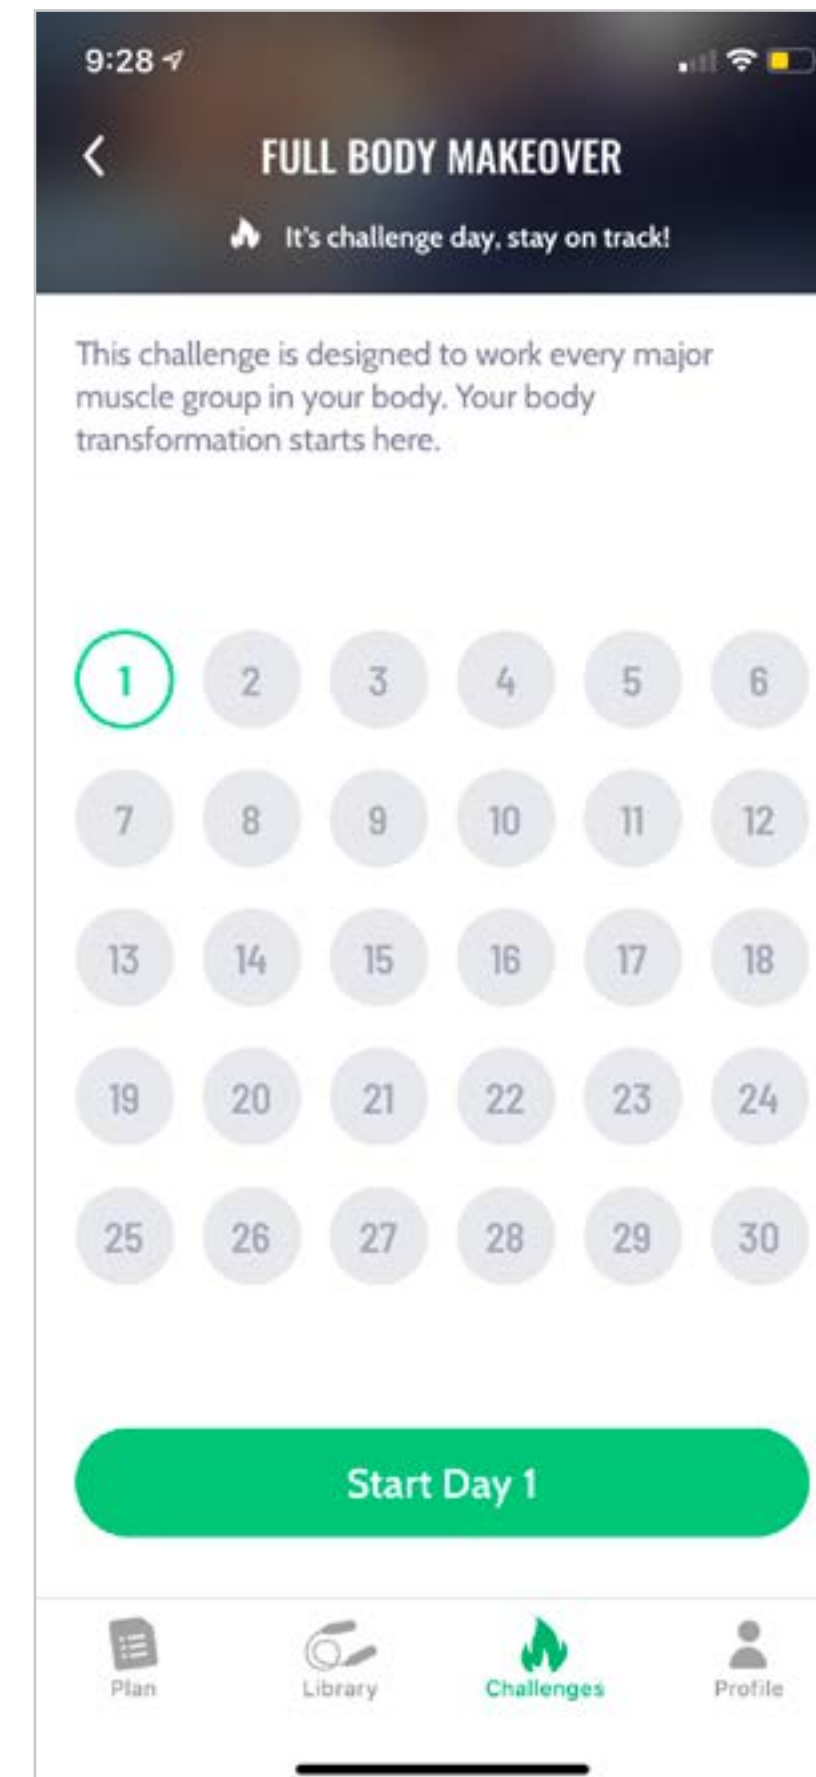 9:28
FULL BODY MAKEOVER
It's challenge day, stay on track!
This challenge is designed to work every major
muscle group in your body. Your body
transformation starts here.
1 2 3 4 5 6
7 8 9 10 11 12
13 14 15 16 17 18
19 20 21 22 23 24
25 26 27 28 29 30
Start Day 1
Plan Library Challenges Profile